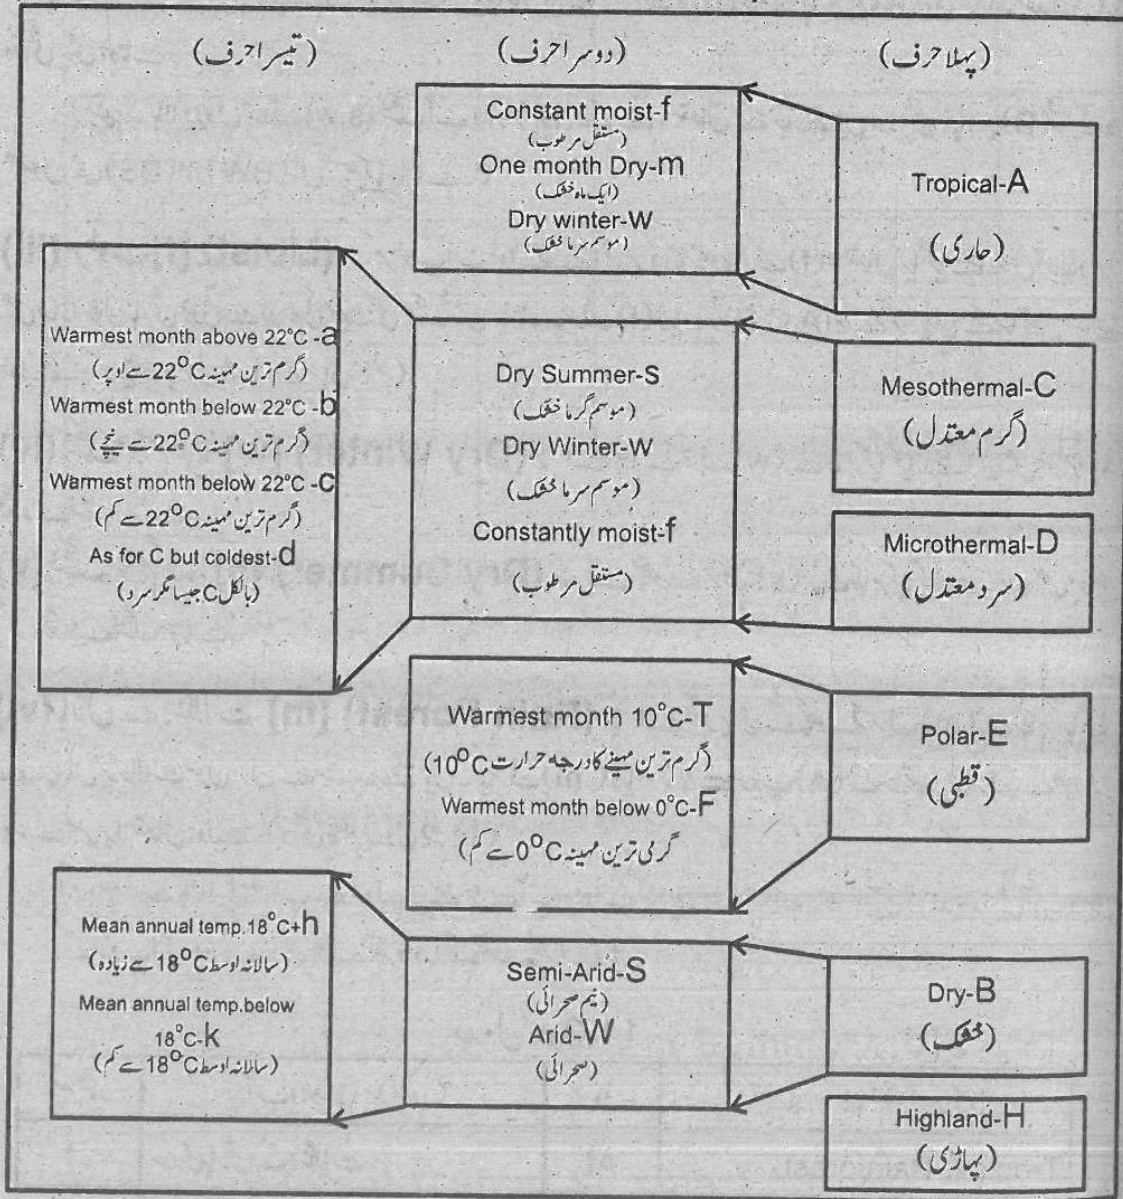 (پہلا حرف)
(دوسرا حرف)
(تیسرا حرف)
Tropical-A
(حاری)
Constant moist-f
(مستقل مرطوب)
One month Dry-m
(ایک ماہ خشک)
Dry winter-W
(موسم سرما خشک)
Mesothermal-C
(گرم معتدل)
Microthermal-D
(سرد معتدل)
Dry Summer-S
(موسم گرما خشک)
Dry Winter-W
(موسم سرما خشک)
Constantly moist-f
(مستقل مرطوب)
Warmest month above 22°C -a
(گرم ترین مہینہ 22°C سے اوپر)
Warmest month below 22°C -b
(گرم ترین مہینہ 22°C سے نیچے)
Warmest month below 22°C -c
(گرم ترین مہینہ 22°C سے کم)
As for C but coldest-d
(بالکل C جیسا مگر سرد)
Polar-E
(قطبی)
Warmest month 10°C-T
(گرم ترین مہینے کا درجہ حرارت 10°C)
Warmest month below 0°C-F
گرمی ترین مہینہ 0°C سے کم)
Dry-B
(خشک)
Semi-Arid-S
(نیم صحرائی)
Arid-W
(صحرائی)
Mean annual temp.18°C+h
(سالانہ اوسط 18°C سے زیادہ)
Mean annual temp.below
18°C-k
(سالانہ اوسط 18°C سے کم)
Highland-H
(پہاڑی)